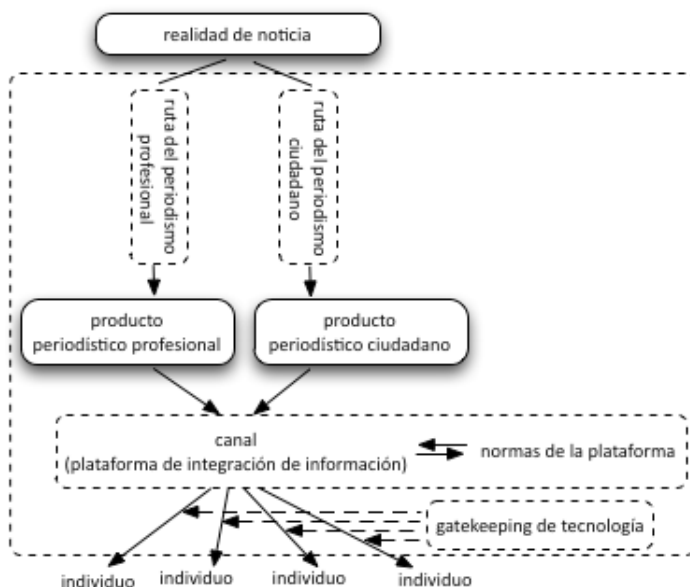 realidad de noticia
ruta del periodismo
profesional
ruta del periodismo
ciudadano
producto
periodístico profesional
producto
periodístico ciudadano
canal
(plataforma de integración de información)
normas de la plataforma
gatekeeping de tecnología
individuo
individuo
individuo
individuo